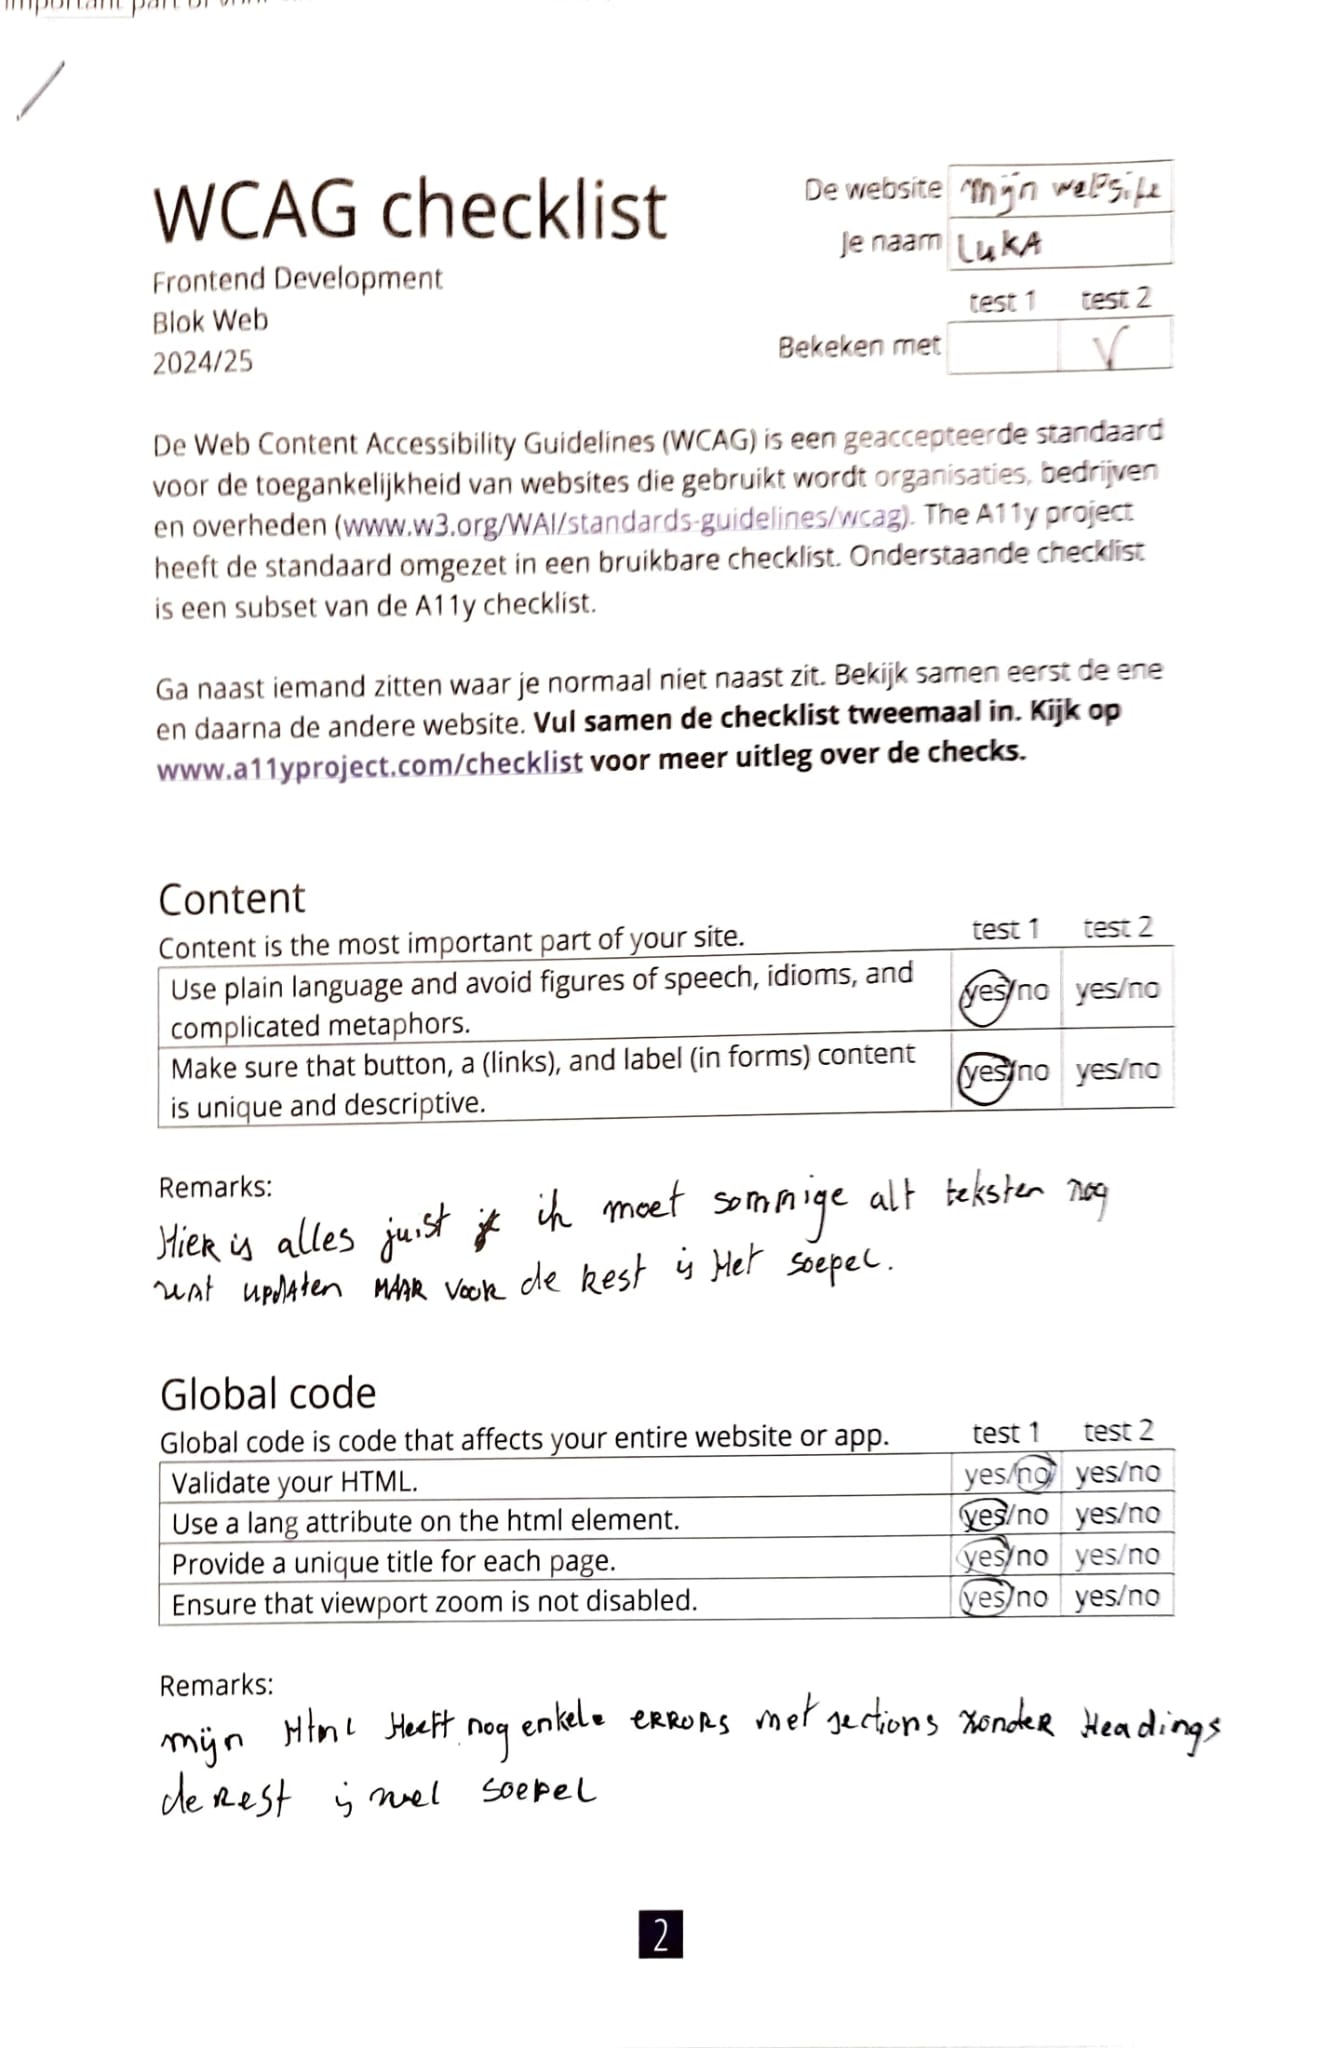 WCAG checklist
Frontend Development
Blok Web
2024/25
De website mijn website
Je naam LukA
test 1 test 2
Bekeken met V
De Web Content Accessibility Guidelines (WCAG) is een geaccepteerde standaard
voor de toegankelijkheid van websites die gebruikt wordt organisaties, bedrijven
en overheden (www.w3.org/WAI/standards-guidelines/wcag). The A11y project
heeft de standaard omgezet in een bruikbare checklist. Onderstaande checklist
is een subset van de A11y checklist.
Ga naast iemand zitten waar je normaal niet naast zit. Bekijk samen eerst de ene
en daarna de andere website. Vul samen de checklist tweemaal in. Kijk op
www.a11yproject.com/checklist voor meer uitleg over de checks.
Content
Content is the most important part of your site. test 1 test 2
Use plain language and avoid figures of speech, idioms, and
complicated metaphors. yes/no yes/no
Make sure that button, a (links), and label (in forms) content
is unique and descriptive. yes/no yes/no
Remarks:
Hier is alles juist ik moet sommige alt teksten nog
updaten MAAR voor de rest is Het soepel.
Global code
Global code is code that affects your entire website or app. test 1 test 2
Validate your HTML. yes/no yes/no
Use a lang attribute on the html element. yes/no yes/no
Provide a unique title for each page. yes/no yes/no
Ensure that viewport zoom is not disabled. yes/no yes/no
Remarks:
mijn Html Heeft nog enkele ERRORS met sections zonder Headings
de Rest is wel soepel
2